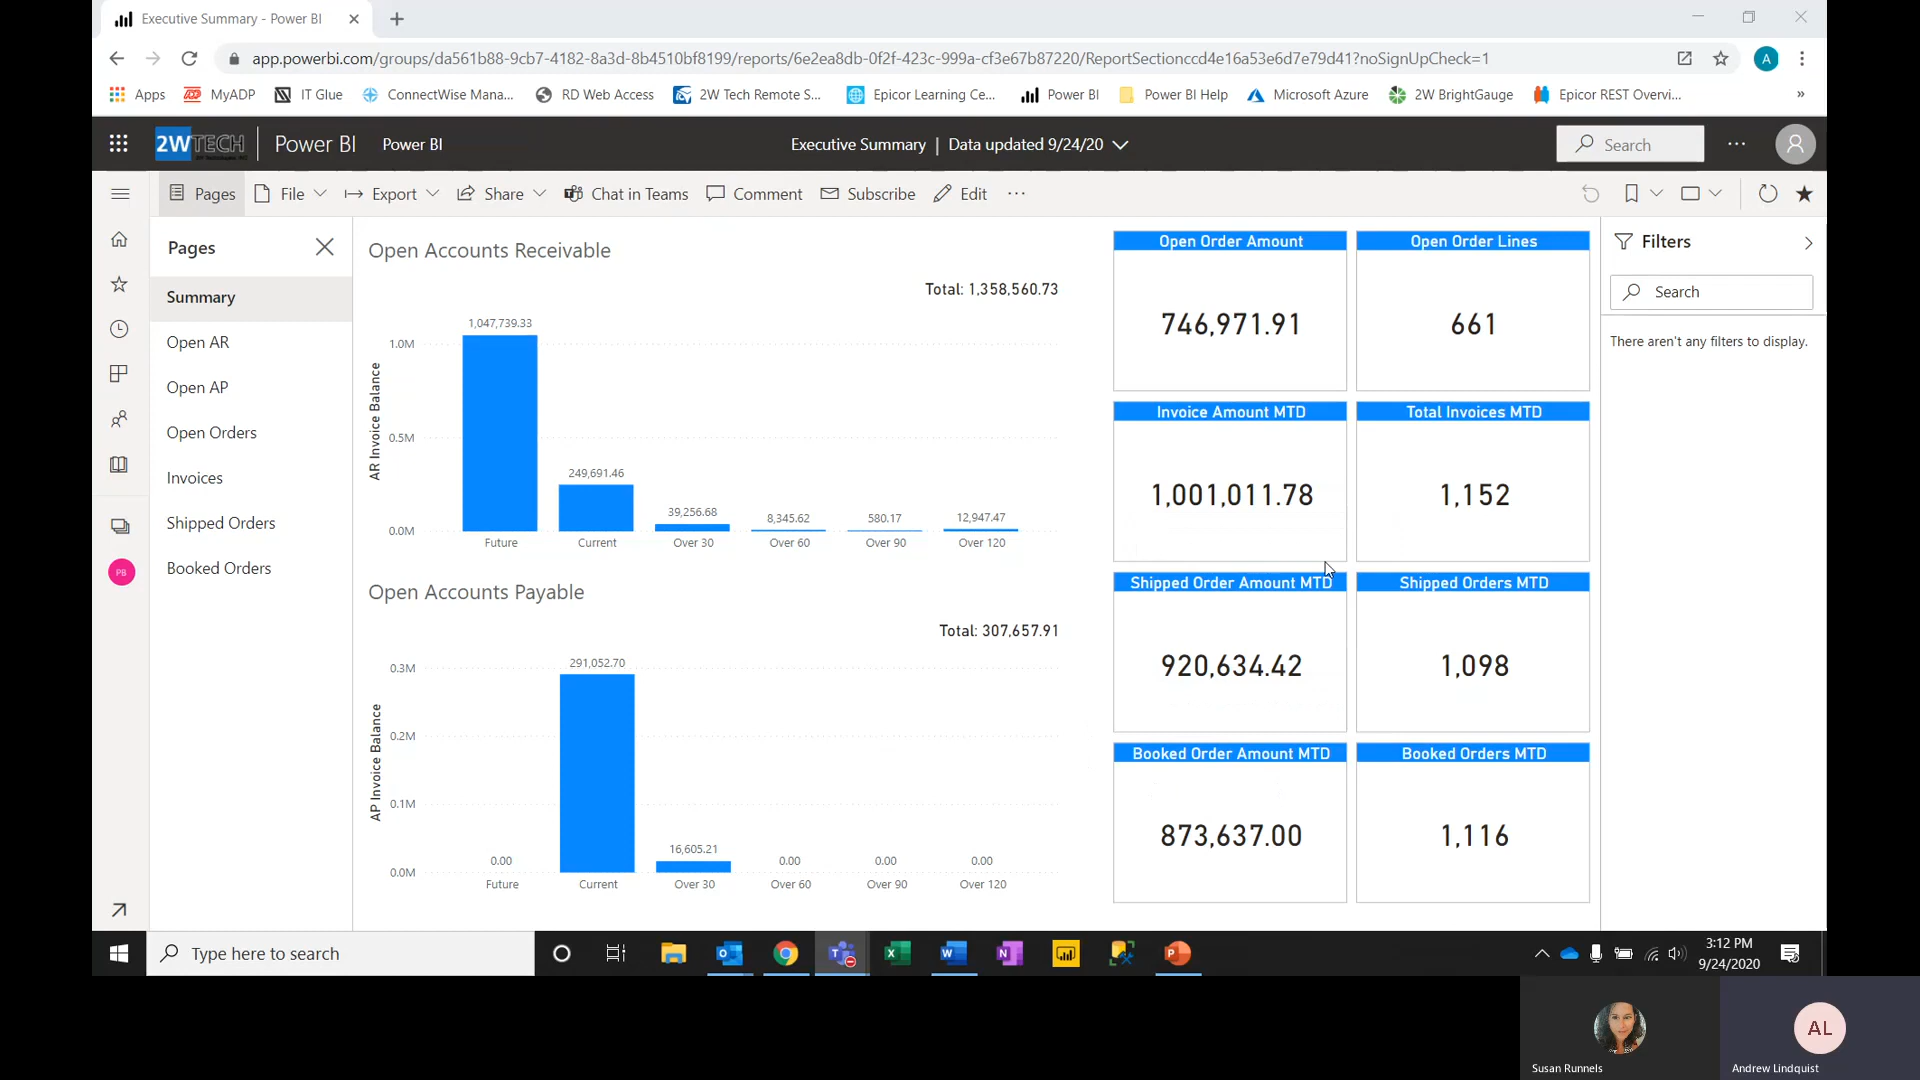 Executive Summary - Power BI
app.powerbi.com/groups/da561b88-9cb7-4182-8a3d-8b4510bf8199/reports/6e2ea8db-0f2f-423c-999a-cf3e67b87220/ReportSectionccd4e16a53e6d7e79d41?noSignUpCheck=1
A
Apps MyADP IT Glue ConnectWise Mana... RD Web Access 2W Tech Remote S... Epicor Learning Ce... Power BI Power BI Help Microsoft Azure 2W BrightGauge Epicor REST Overvi... »
2WTECH Power BI Power BI Executive Summary | Data updated 9/24/20 Search
Pages File Export Share Chat in Teams Comment Subscribe Edit
Pages
Summary
Open AR
Open AP
Open Orders
Invoices
Shipped Orders
Booked Orders
PB
Open Accounts Receivable
Total: 1,358,560.73
AR Invoice Balance
1.0M
0.5M
0.0M
1,047,739.33
249,691.46
39,256.68
8,345.62
580.17
12,947.47
Future Current Over 30 Over 60 Over 90 Over 120
Open Accounts Payable
Total: 307,657.91
AP Invoice Balance
0.3M
0.2M
0.1M
0.0M
0.00
291,052.70
16,605.21
0.00
0.00
0.00
Future Current Over 30 Over 60 Over 90 Over 120
Open Order Amount
746,971.91
Open Order Lines
661
Invoice Amount MTD
1,001,011.78
Total Invoices MTD
1,152
Shipped Order Amount MTD
920,634.42
Shipped Orders MTD
1,098
Booked Order Amount MTD
873,637.00
Booked Orders MTD
1,116
Filters
Search
There aren't any filters to display.
Type here to search
3:12 PM
9/24/2020
AL
Susan Runnels
Andrew Lindquist